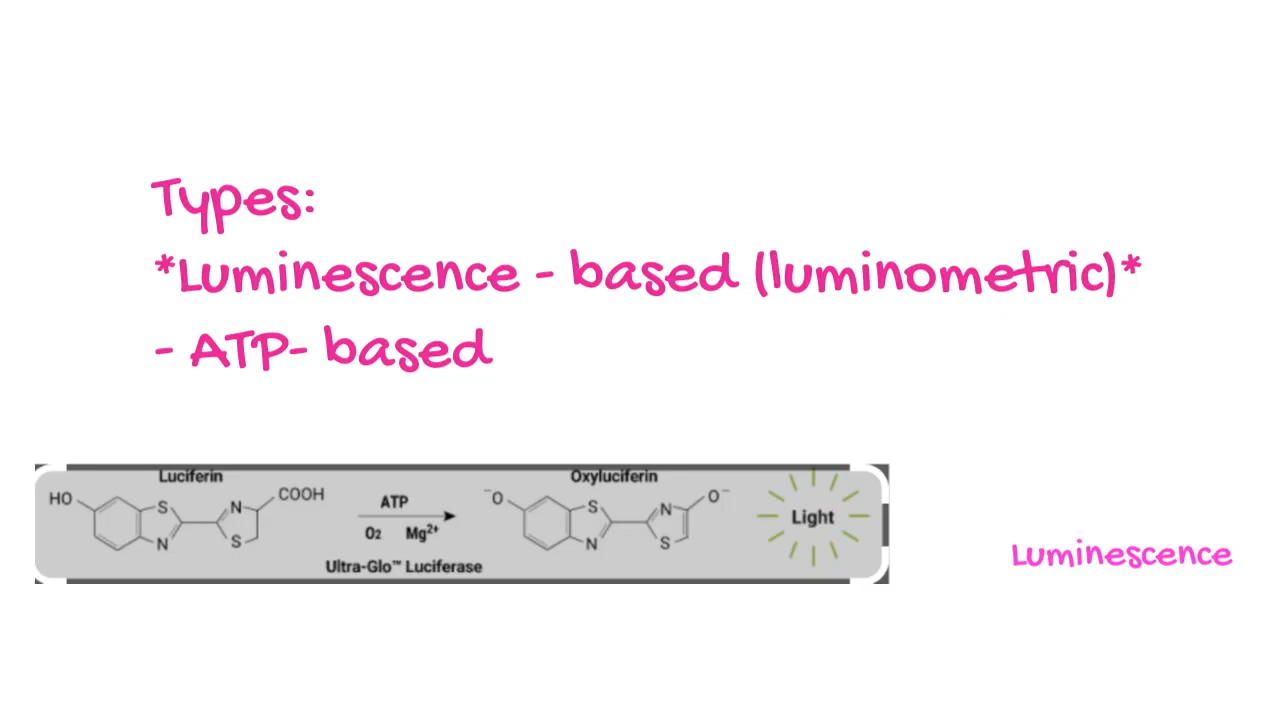 Types:
*Luminescence - based (luminometric)*
- ATP- based
Luciferin
Oxyluciferin
HO
S
N
N
S
COOH
ATP
O₂ Mg²⁺
Ultra-Glo™ Luciferase
⁻O
S
N
N
S
O⁻
Light
Luminescence